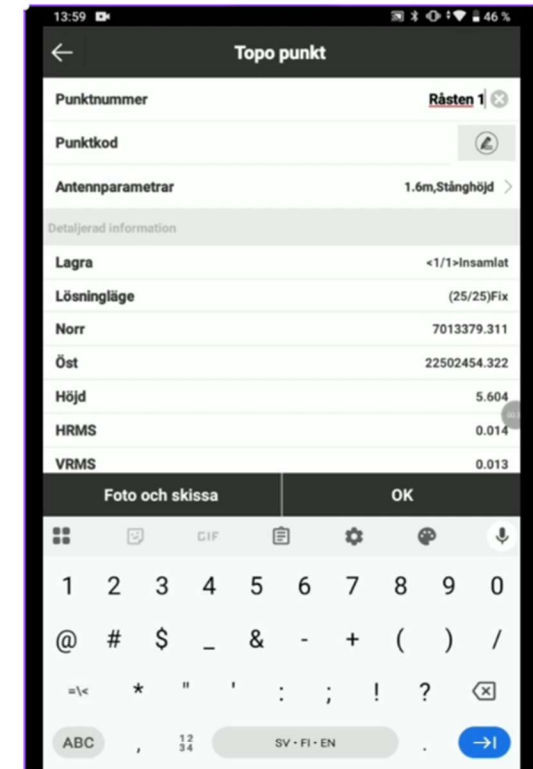 13:59 46 %
Topo punkt
Punktnummer Råsten 1
Punktkod
Antennparametrar 1.6m,Stånghöjd
Detaljerad information
Lagra <1/1>Insamlat
Lösningläge (25/25)Fix
Norr 7013379.311
Öst 22502454.322
Höjd 5.604
HRMS 0.014
VRMS 0.013
Foto och skissa OK
GIF
1 2 3 4 5 6 7 8 9 0
@ # $ _ & - + ( ) /
=\< * " ' : ; ! ?
ABC , 12 34 SV • FI • EN .